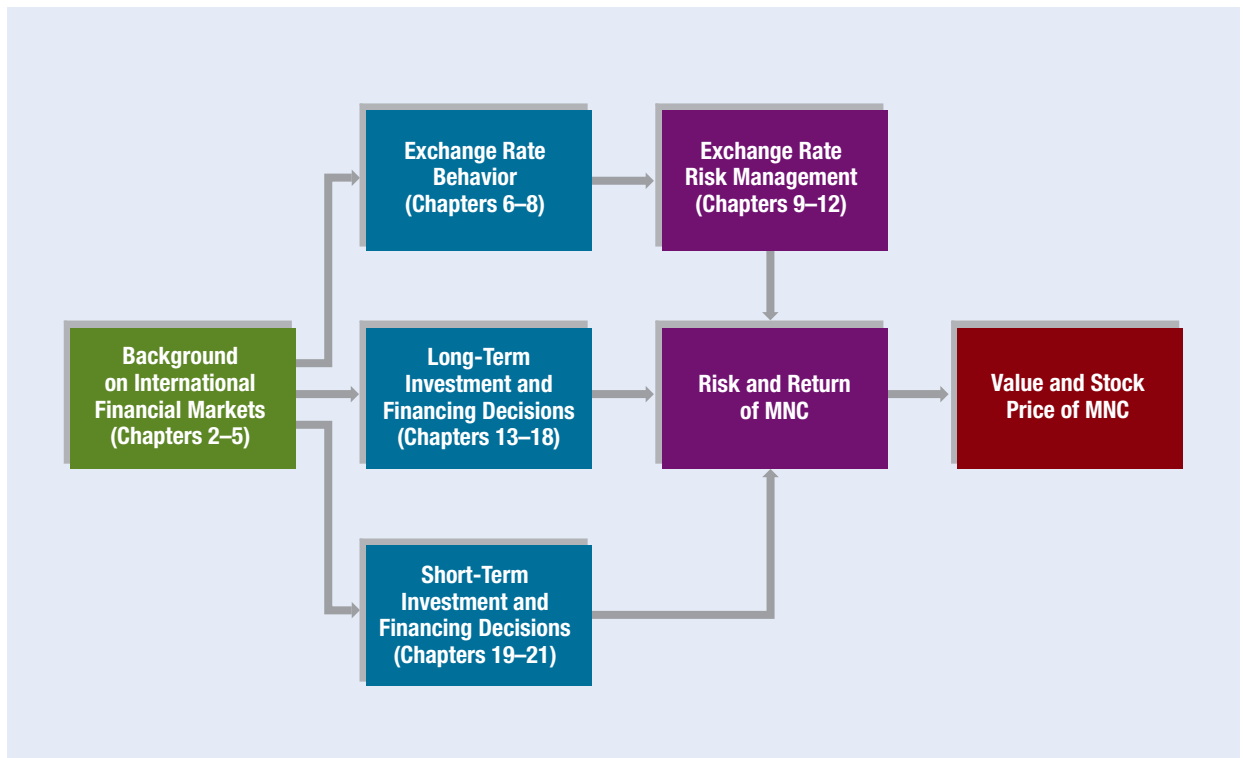 Exchange Rate
Behavior
(Chapters 6–8)
Exchange Rate
Risk Management
(Chapters 9–12)
Background
on International
Financial Markets
(Chapters 2–5)
Long-Term
Investment and
Financing Decisions
(Chapters 13–18)
Risk and Return
of MNC
Value and Stock
Price of MNC
Short-Term
Investment and
Financing Decisions
(Chapters 19–21)